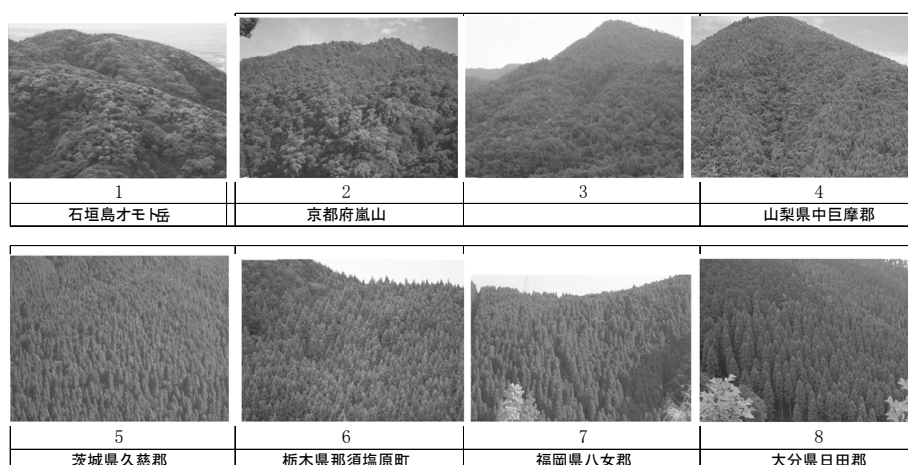 1 2 3 4
石垣島オモト岳 京都府嵐山 山梨県中巨摩郡
5 6 7 8
茨城県久慈郡 栃木県那須塩原町 福岡県八女郡 大分県日田郡